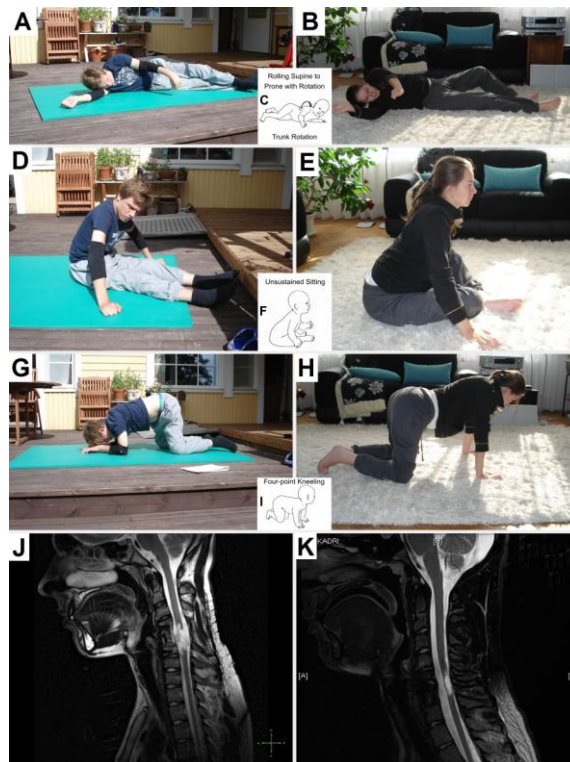 A
B
Rolling Supine to
Prone with Rotation
C
Trunk Rotation
D
E
Unsustained Sitting
F
G
H
Four-point Kneeling
I
J
K
KADRI
[A]